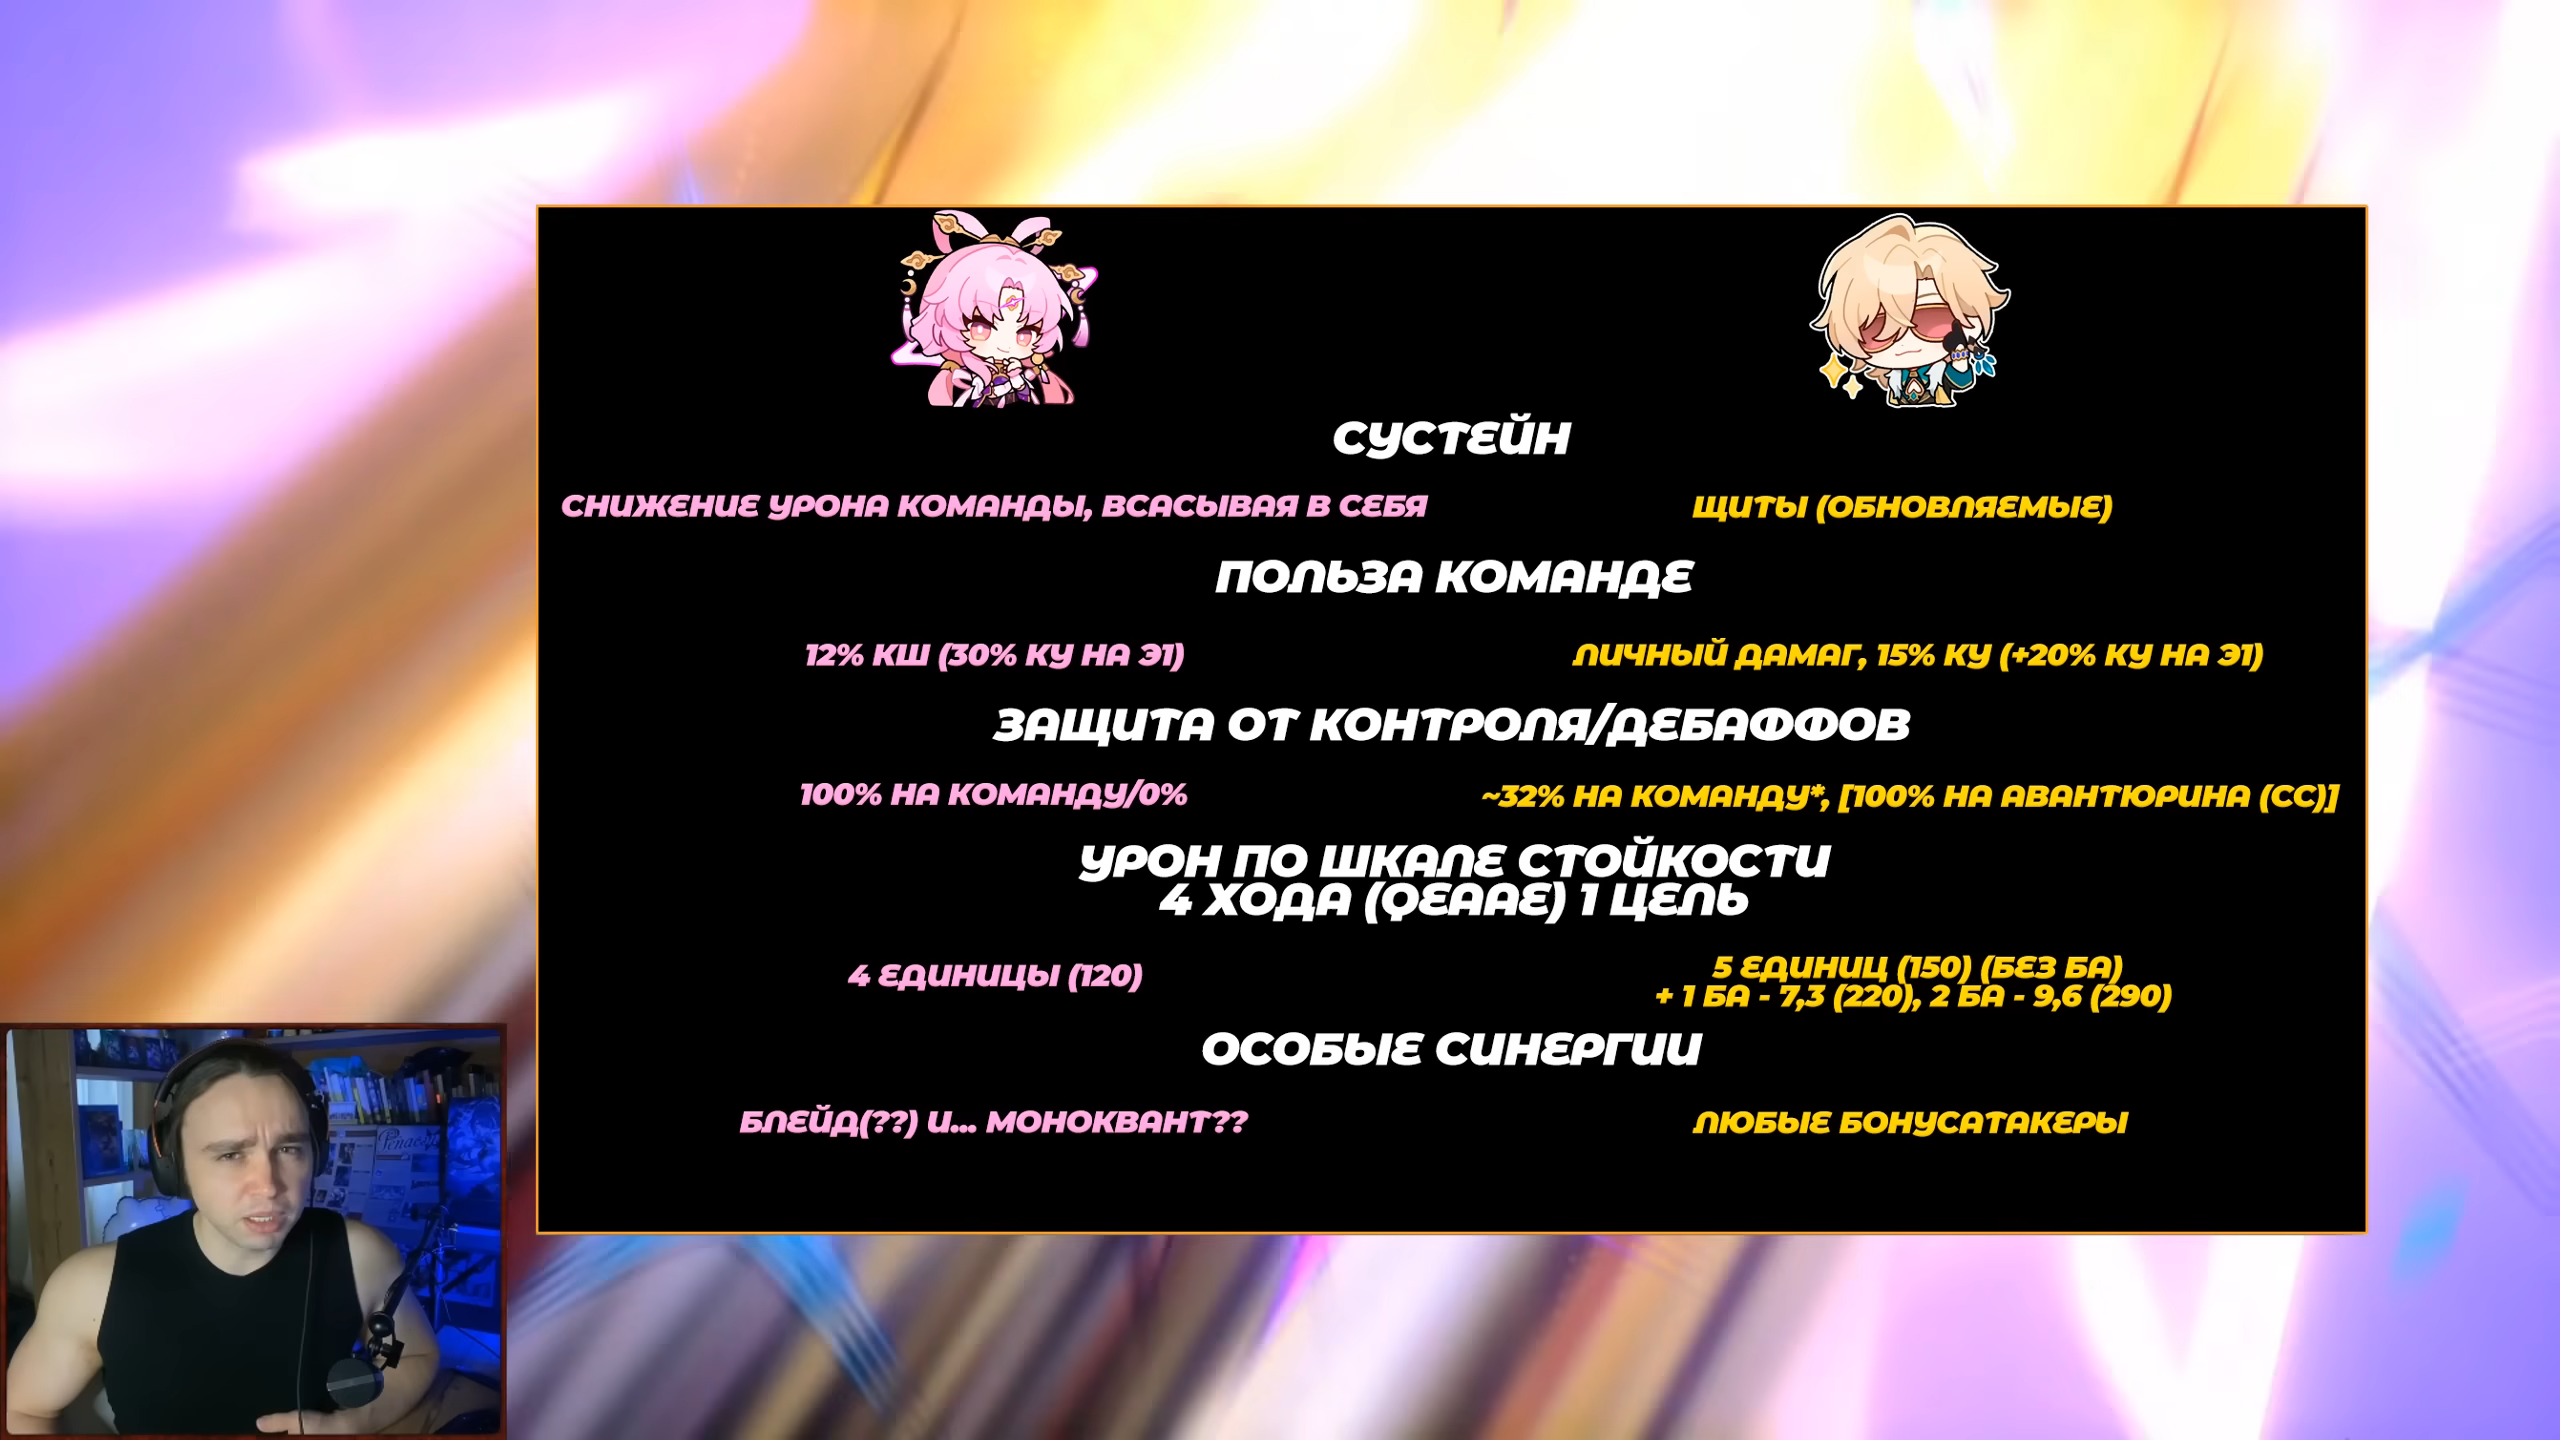 СУСТЕЙН
СНИЖЕНИЕ УРОНА КОМАНДЫ, ВСАСЫВАЯ В СЕБЯ
ЩИТЫ (ОБНОВЛЯЕМЫЕ)
ПОЛЬЗА КОМАНДЕ
12% КШ (30% КУ НА Э1)
ЛИЧНЫЙ ДАМАГ, 15% КУ (+20% КУ НА Э1)
ЗАЩИТА ОТ КОНТРОЛЯ/ДЕБАФФОВ
100% НА КОМАНДУ/0%
~32% НА КОМАНДУ*, [100% НА АВАНТЮРИНА (СС)]
УРОН ПО ШКАЛЕ СТОЙКОСТИ
4 ХОДА (QEAAE) 1 ЦЕЛЬ
4 ЕДИНИЦЫ (120)
5 ЕДИНИЦ (150) (БЕЗ БА)
+ 1 БА - 7,3 (220), 2 БА - 9,6 (290)
ОСОБЫЕ СИНЕРГИИ
БЛЕЙД(??) И... МОНОКВАНТ??
ЛЮБЫЕ БОНУСАТАКЕРЫ